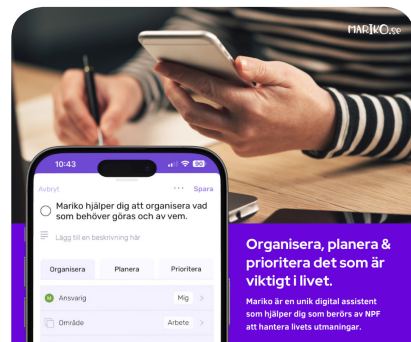 MARIKO.se
10:43
90
Avbryt
Spara
Mariko hjälper dig att organisera vad
som behöver göras och av vem.
Lägg till en beskrivning här
Organisera Planera Prioritera
M Ansvarig Mig
Område Arbete
Organisera, planera &
prioritera det som är
viktigt i livet.
Mariko är en unik digital assistent
som hjälper dig som berörs av NPF
att hantera livets utmaningar.